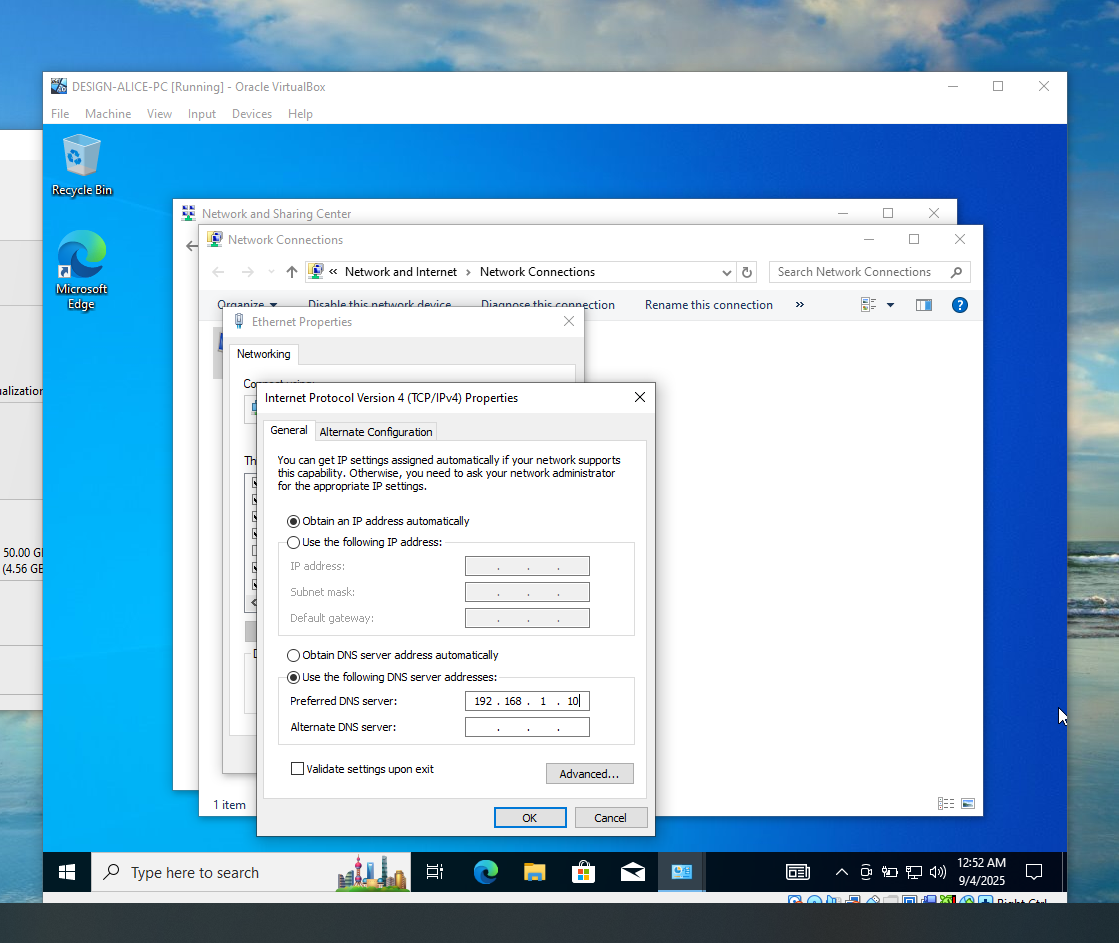 DESIGN-ALICE-PC [Running] - Oracle VirtualBox
File Machine View Input Devices Help
Recycle Bin
Microsoft
Edge
Network and Sharing Center
Network Connections
« Network and Internet › Network Connections
Search Network Connections
Organize Disable this network device Diagnose this connection Rename this connection »
Ethernet Properties
Networking
Internet Protocol Version 4 (TCP/IPv4) Properties
General Alternate Configuration
You can get IP settings assigned automatically if your network supports
this capability. Otherwise, you need to ask your network administrator
for the appropriate IP settings.
Obtain an IP address automatically
Use the following IP address:
IP address:
Subnet mask:
Default gateway:
Obtain DNS server address automatically
Use the following DNS server addresses:
Preferred DNS server: 192 . 168 . 1 . 10
Alternate DNS server:
Validate settings upon exit
Advanced...
OK Cancel
1 item
50.00
(4.56
Type here to search
12:52 AM
9/4/2025
Right Ctrl